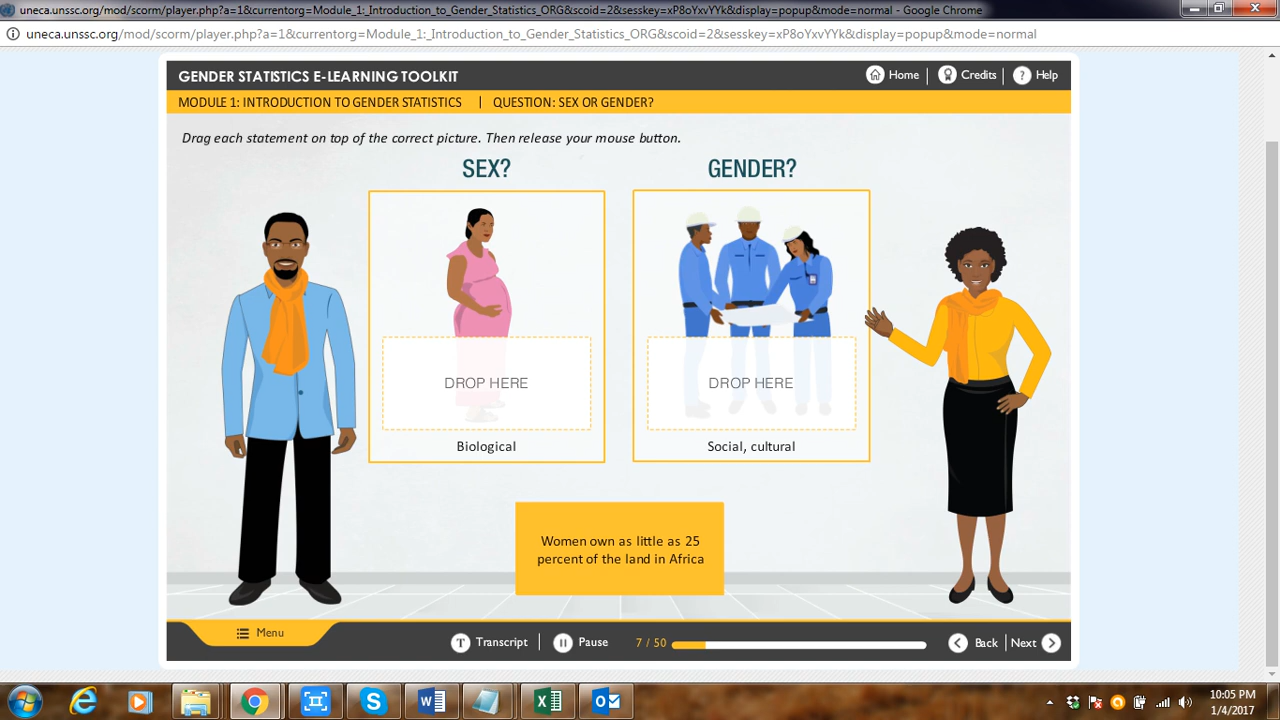 uneca.unssc.org/mod/scorm/player.php?a=1&currentorg=Module_1:_Introduction_to_Gender_Statistics_ORG&scoid=2&sesskey=xP8oYxvYYk&display=popup&mode=normal - Google Chrome
uneca.unssc.org/mod/scorm/player.php?a=1&currentorg=Module_1:_Introduction_to_Gender_Statistics_ORG&scoid=2&sesskey=xP8oYxvYYk&display=popup&mode=normal
GENDER STATISTICS E-LEARNING TOOLKIT
Home
Credits
? Help
MODULE 1: INTRODUCTION TO GENDER STATISTICS | QUESTION: SEX OR GENDER?
Drag each statement on top of the correct picture. Then release your mouse button.
SEX?
GENDER?
DROP HERE
DROP HERE
Biological
Social, cultural
Women own as little as 25
percent of the land in Africa
Menu
T Transcript
Pause
7 / 50
Back
Next
10:05 PM
1/4/2017